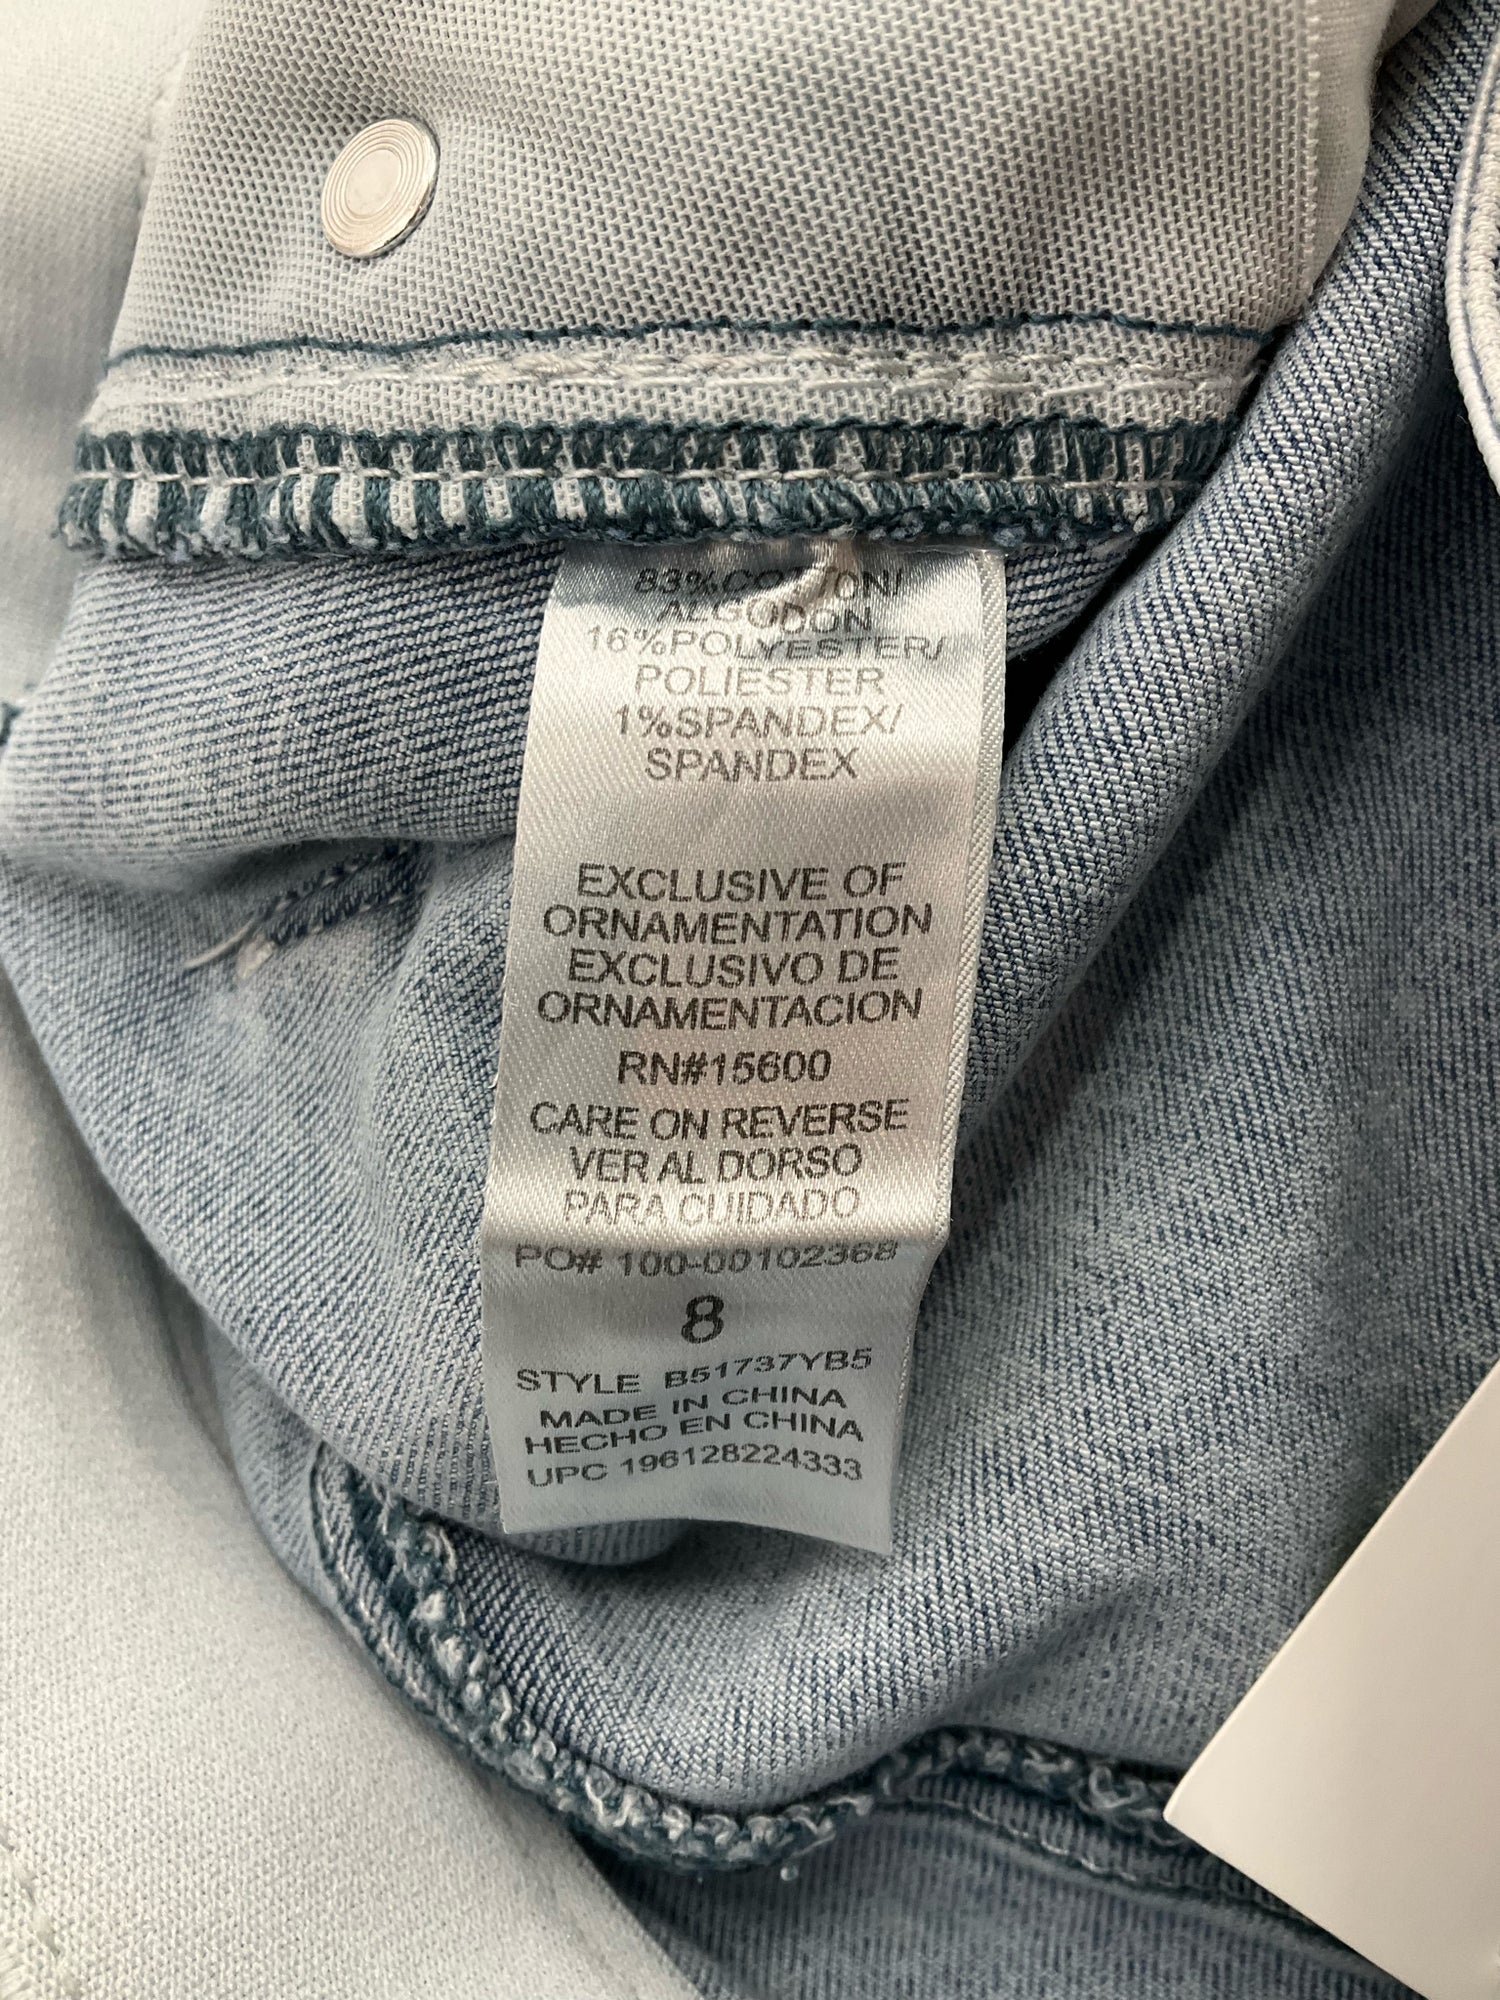 83%COTTON/
ALGODON
16%POLYESTER/
POLIESTER
1%SPANDEX/
SPANDEX
EXCLUSIVE OF
ORNAMENTATION
EXCLUSIVO DE
ORNAMENTACION
RN#15600
CARE ON REVERSE
VER AL DORSO
PARA CUIDADO
PO# 100-00102368
8
STYLE B51737YB5
MADE IN CHINA
HECHO EN CHINA
UPC 196128224333